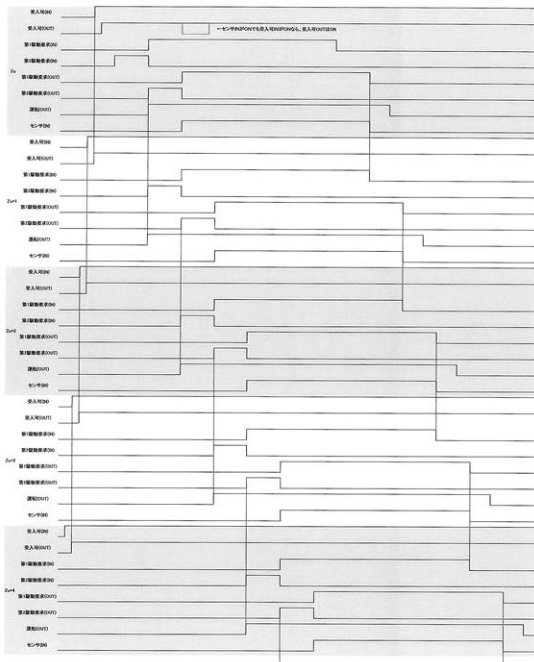 受入可(IN)
受入可(OUT)
←センサINがONでも受入可INがONなら、受入可OUTはON
第1駆動要求(IN)
第2駆動要求(IN)
Zu
第1駆動要求(OUT)
第2駆動要求(OUT)
運転(OUT)
センサ(IN)
受入可(IN)
受入可(OUT)
第1駆動要求(IN)
第2駆動要求(IN)
Zu+1
第1駆動要求(OUT)
第2駆動要求(OUT)
運転(OUT)
センサ(IN)
受入可(IN)
受入可(OUT)
第1駆動要求(IN)
第2駆動要求(IN)
Zu+2
第1駆動要求(OUT)
第2駆動要求(OUT)
運転(OUT)
センサ(IN)
受入可(IN)
受入可(OUT)
第1駆動要求(IN)
第2駆動要求(IN)
Zu+3
第1駆動要求(OUT)
第2駆動要求(OUT)
運転(OUT)
センサ(IN)
受入可(IN)
受入可(OUT)
第1駆動要求(IN)
第2駆動要求(IN)
Zu+4
第1駆動要求(OUT)
第2駆動要求(OUT)
運転(OUT)
センサ(IN)